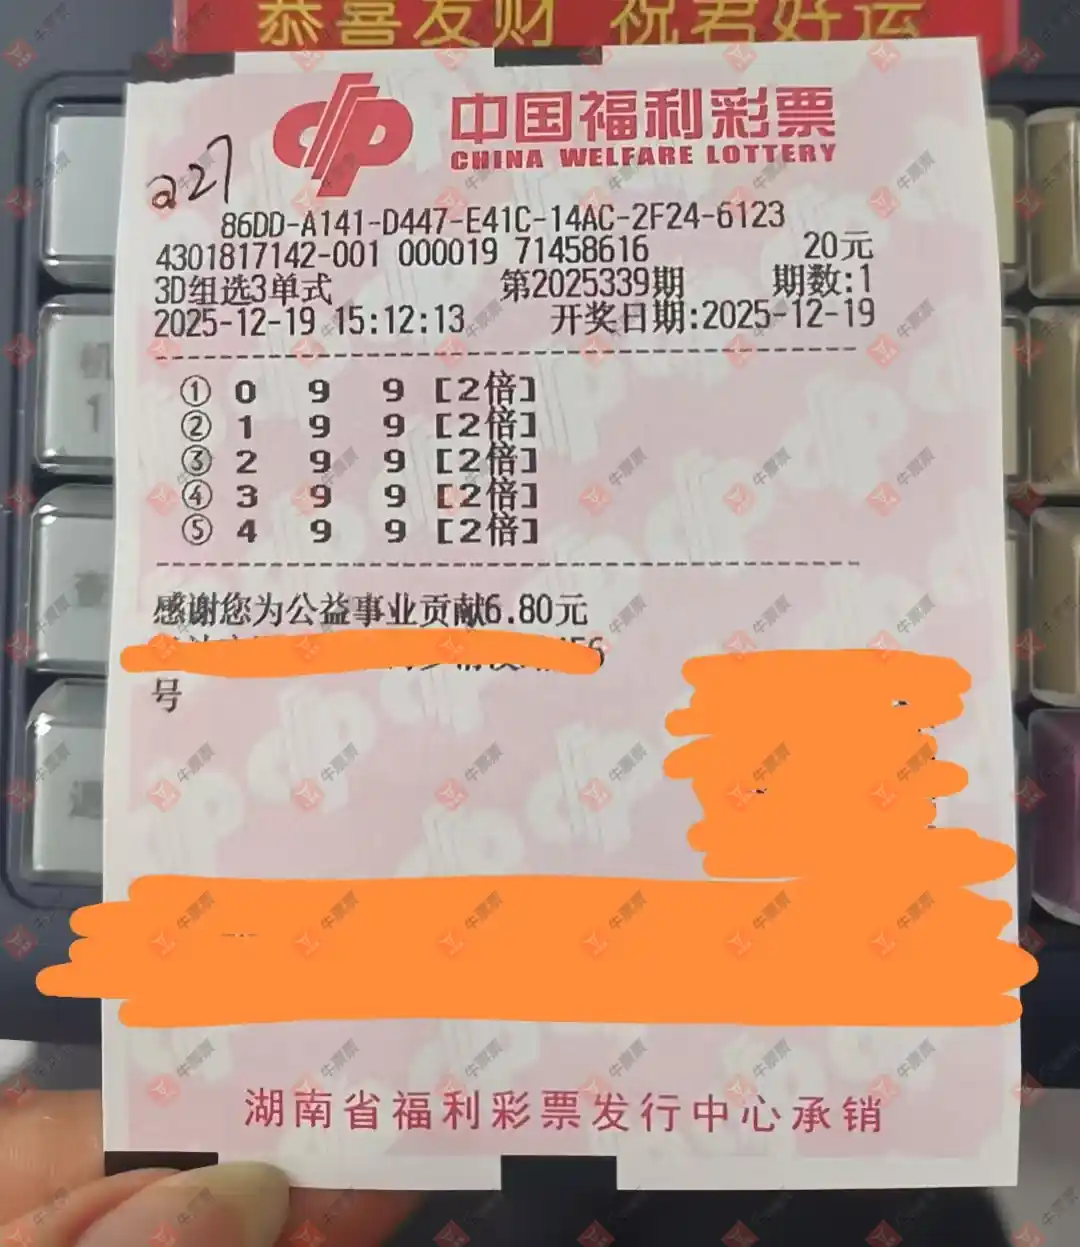 恭喜发财 祝君好运
中国福利彩票
CHINA WELFARE LOTTERY
a27
86DD-A141-D447-E41C-14AC-2F24-6123
4301817142-001 000019 71458616 20元
3D组选3单式 第2025339期 期数:1
2025-12-19 15:12:13 开奖日期:2025-12-19
① 0 9 9 [2倍]
② 1 9 9 [2倍]
③ 2 9 9 [2倍]
④ 3 9 9 [2倍]
⑤ 4 9 9 [2倍]
感谢您为公益事业贡献6.80元
号
湖南省福利彩票发行中心承销
牛票票